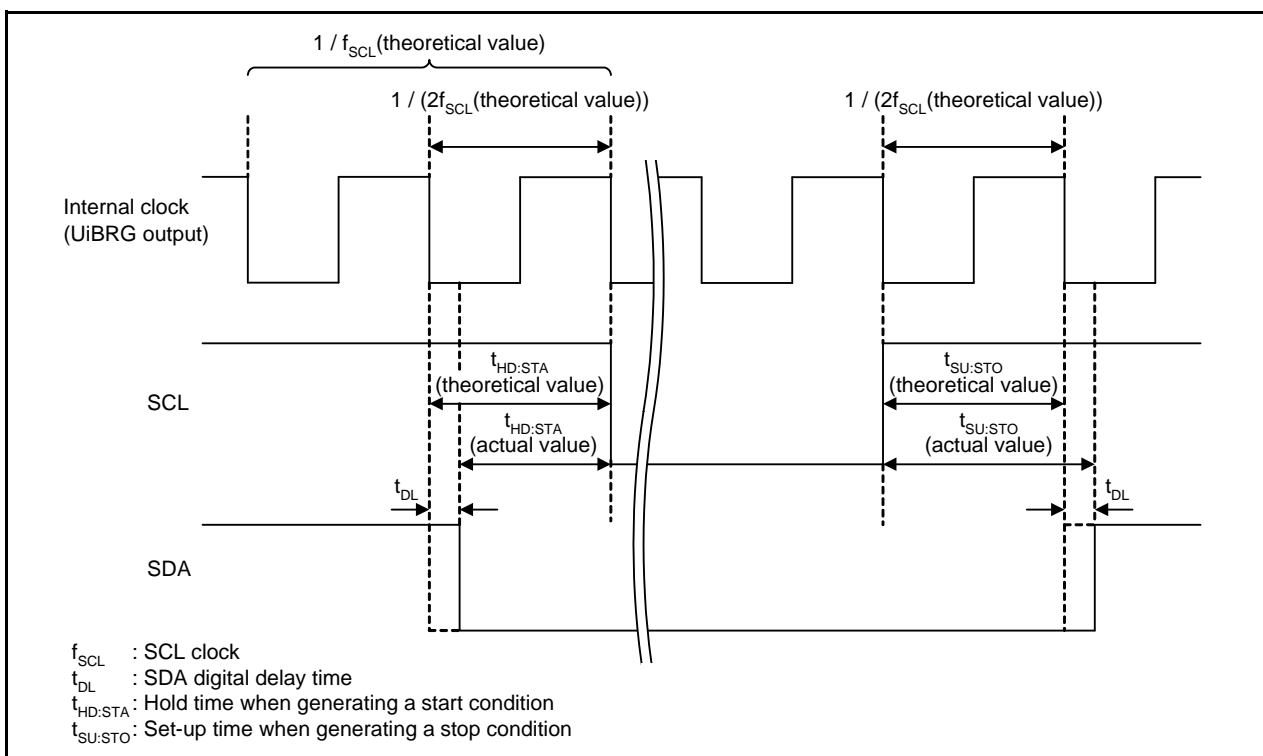 1 / fSCL(theoretical value)
1 / (2fSCL(theoretical value))
1 / (2fSCL(theoretical value))
Internal clock
(UiBRG output)
tHD:STA
(theoretical value)
tSU:STO
(theoretical value)
SCL
tHD:STA
(actual value)
tSU:STO
(actual value)
tDL
tDL
SDA
fSCL : SCL clock
tDL : SDA digital delay time
tHD:STA : Hold time when generating a start condition
tSU:STO : Set-up time when generating a stop condition